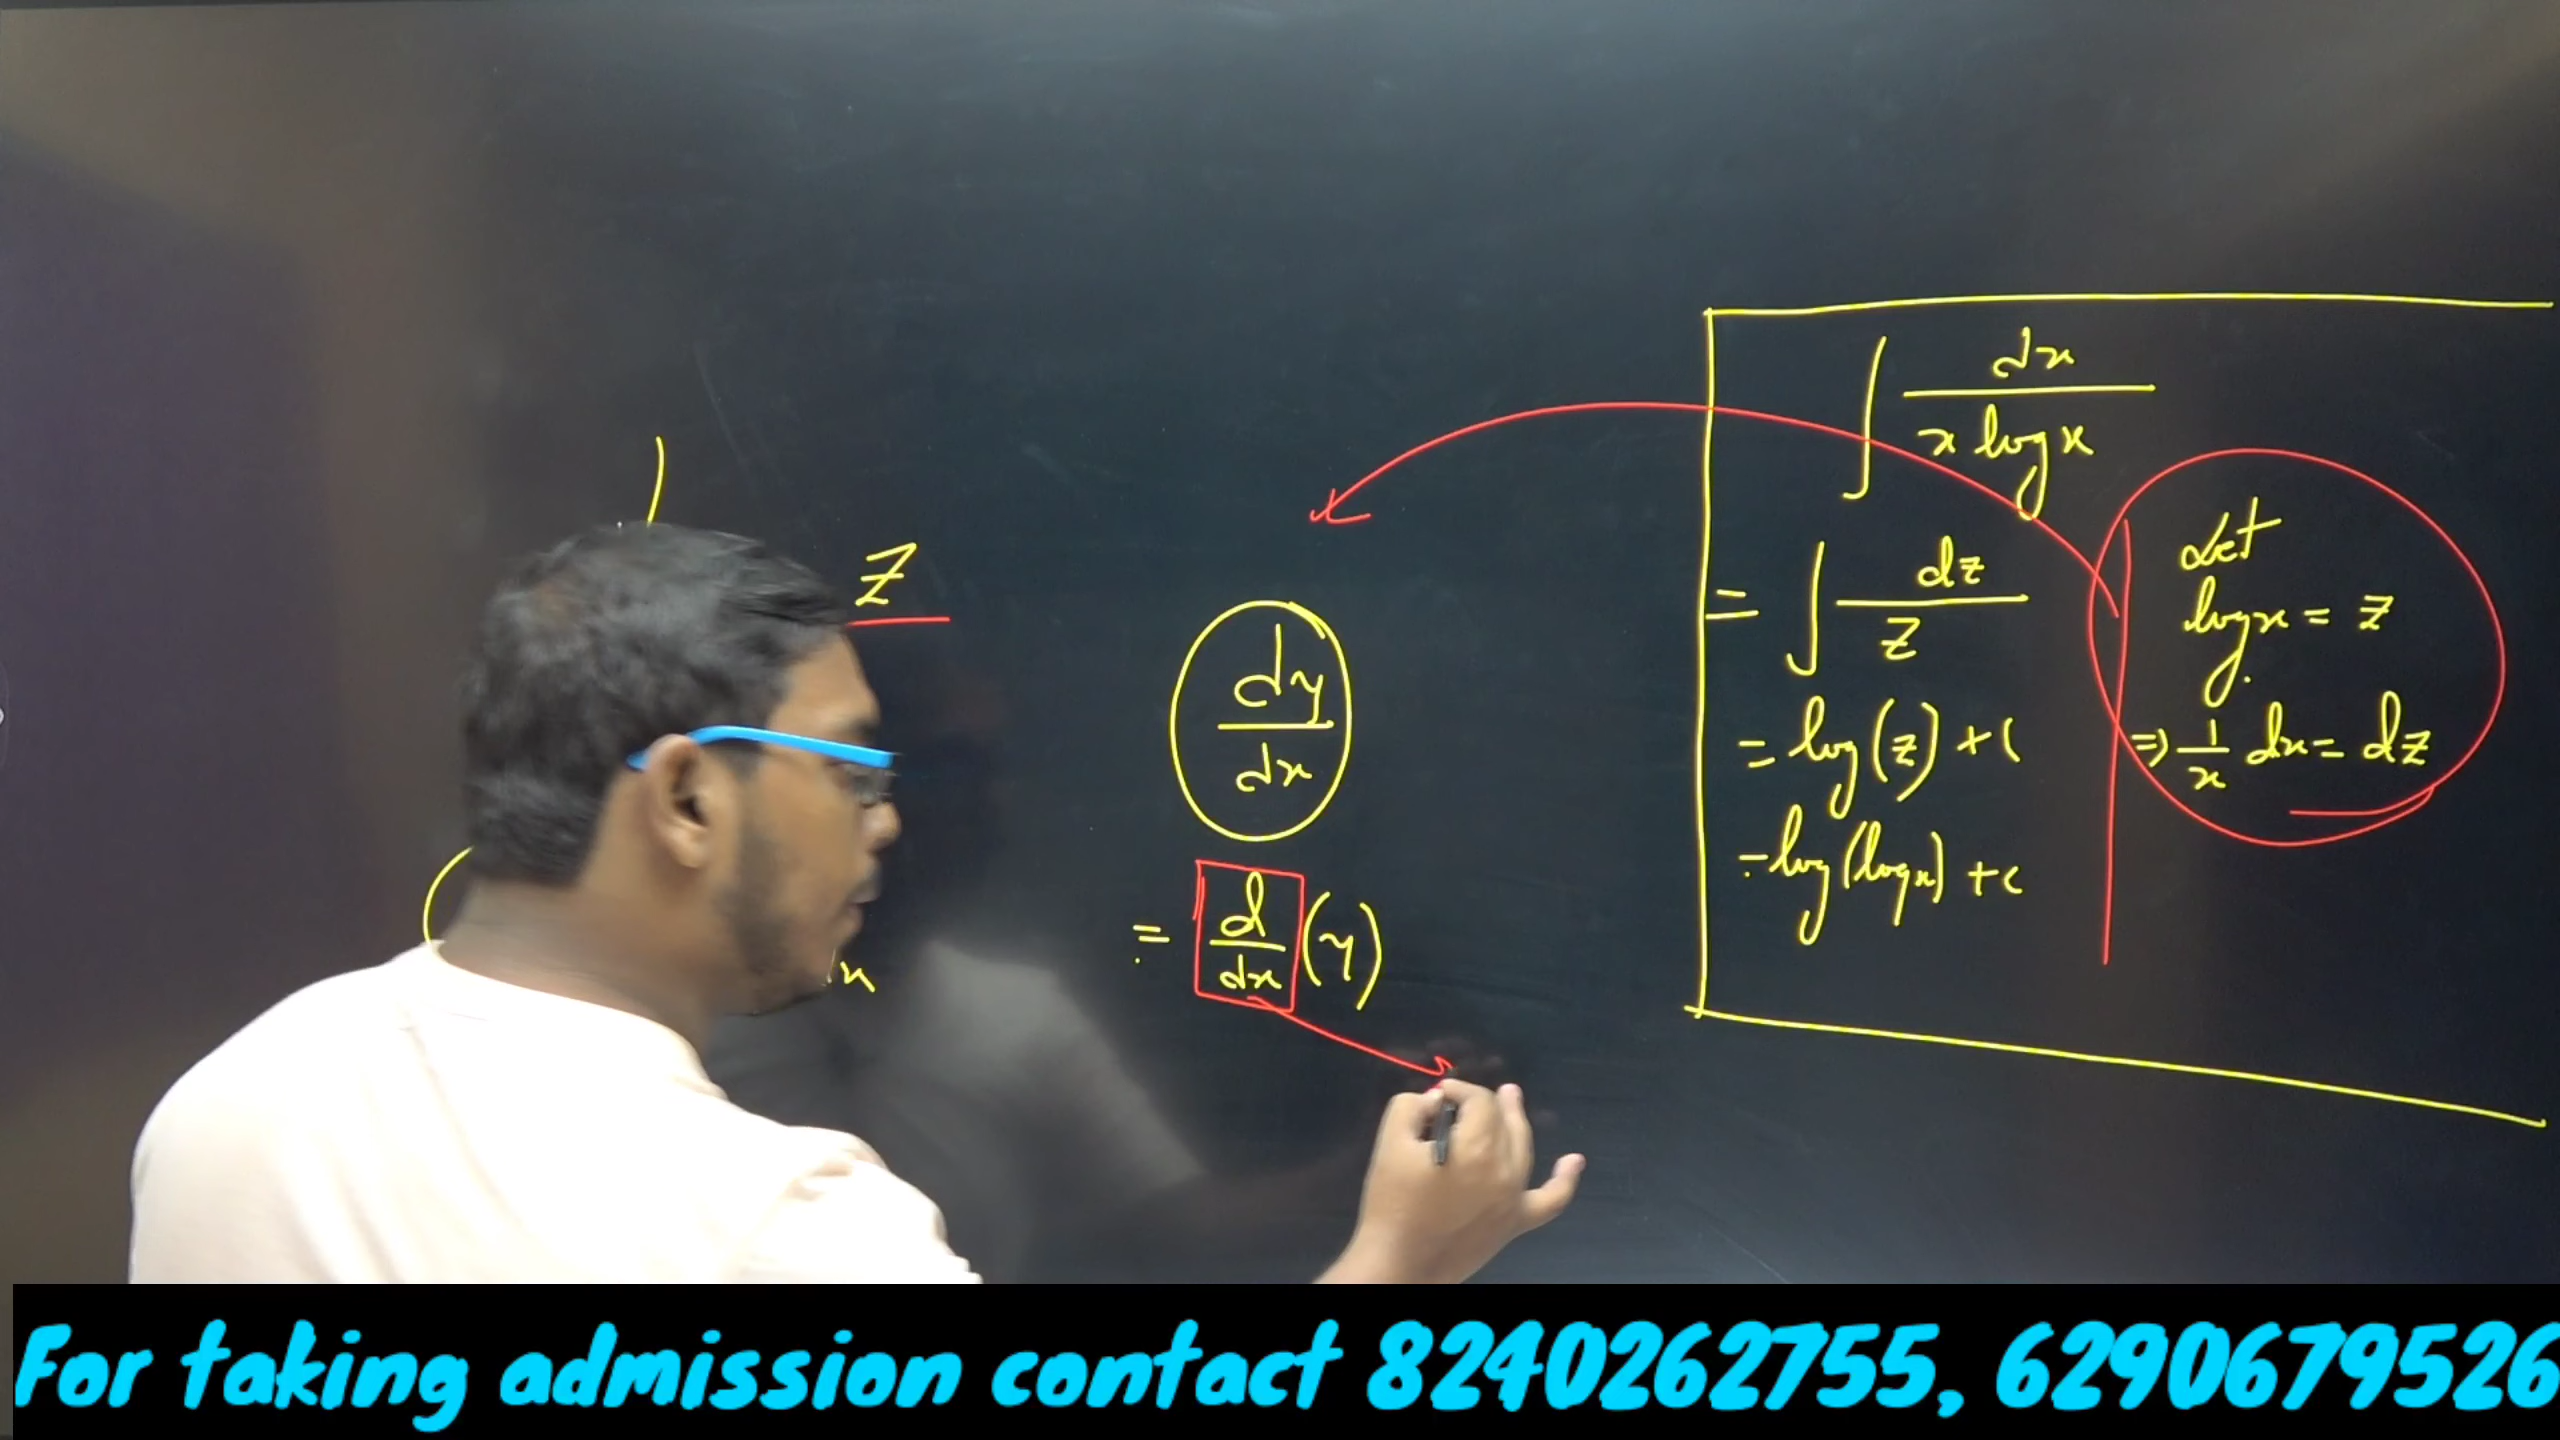 Z
x
dy
dx
= d/dx (y)
∫ dx / x log x
= ∫ dz / z
= log(z) + c
= log(log x) + c
Let
log x = z
⇒ 1/x dx = dz
For taking admission contact 8240262755, 6290679526